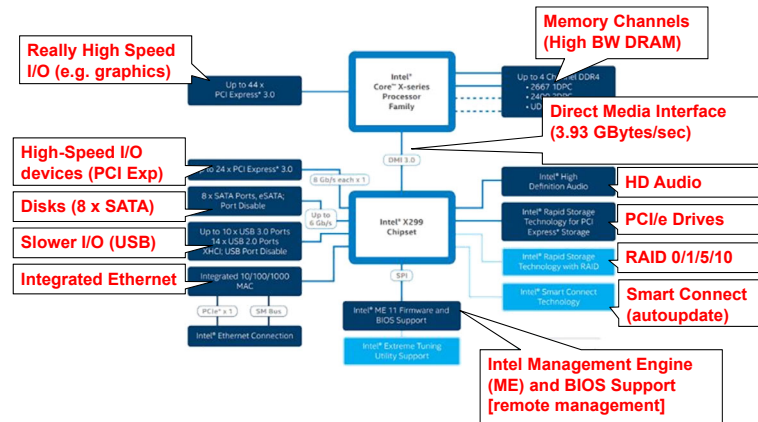 Really High Speed
I/O (e.g. graphics)
Memory Channels
(High BW DRAM)
Up to 44 x
PCI Express* 3.0
Intel®
Core™ X-series
Processor
Family
Up to 4 Channel DDR4
• 2667 1DPC
• 2400 2DPC
• UD
Direct Media Interface
(3.93 GBytes/sec)
DMI 3.0
High-Speed I/O
devices (PCI Exp)
to 24 x PCI Express* 3.0
8 Gb/s each x 1
Intel® High
Definition Audio
HD Audio
Disks (8 x SATA)
8 x SATA Ports, eSATA;
Port Disable
Up to
6 Gb/s
Intel® X299
Chipset
Intel® Rapid Storage
Technology for PCI
Express* Storage
PCI/e Drives
Slower I/O (USB)
Up to 10 x USB 3.0 Ports
14 x USB 2.0 Ports
XHCI; USB Port Disable
Intel® Rapid Storage
Technology with RAID
RAID 0/1/5/10
Integrated Ethernet
Integrated 10/100/1000
MAC
SPI
Intel® Smart Connect
Technology
Smart Connect
(autoupdate)
PCIe* x 1
SM Bus
Intel® ME 11 Firmware and
BIOS Support
Intel® Ethernet Connection
Intel® Extreme Tuning
Utility Support
Intel Management Engine
(ME) and BIOS Support
[remote management]